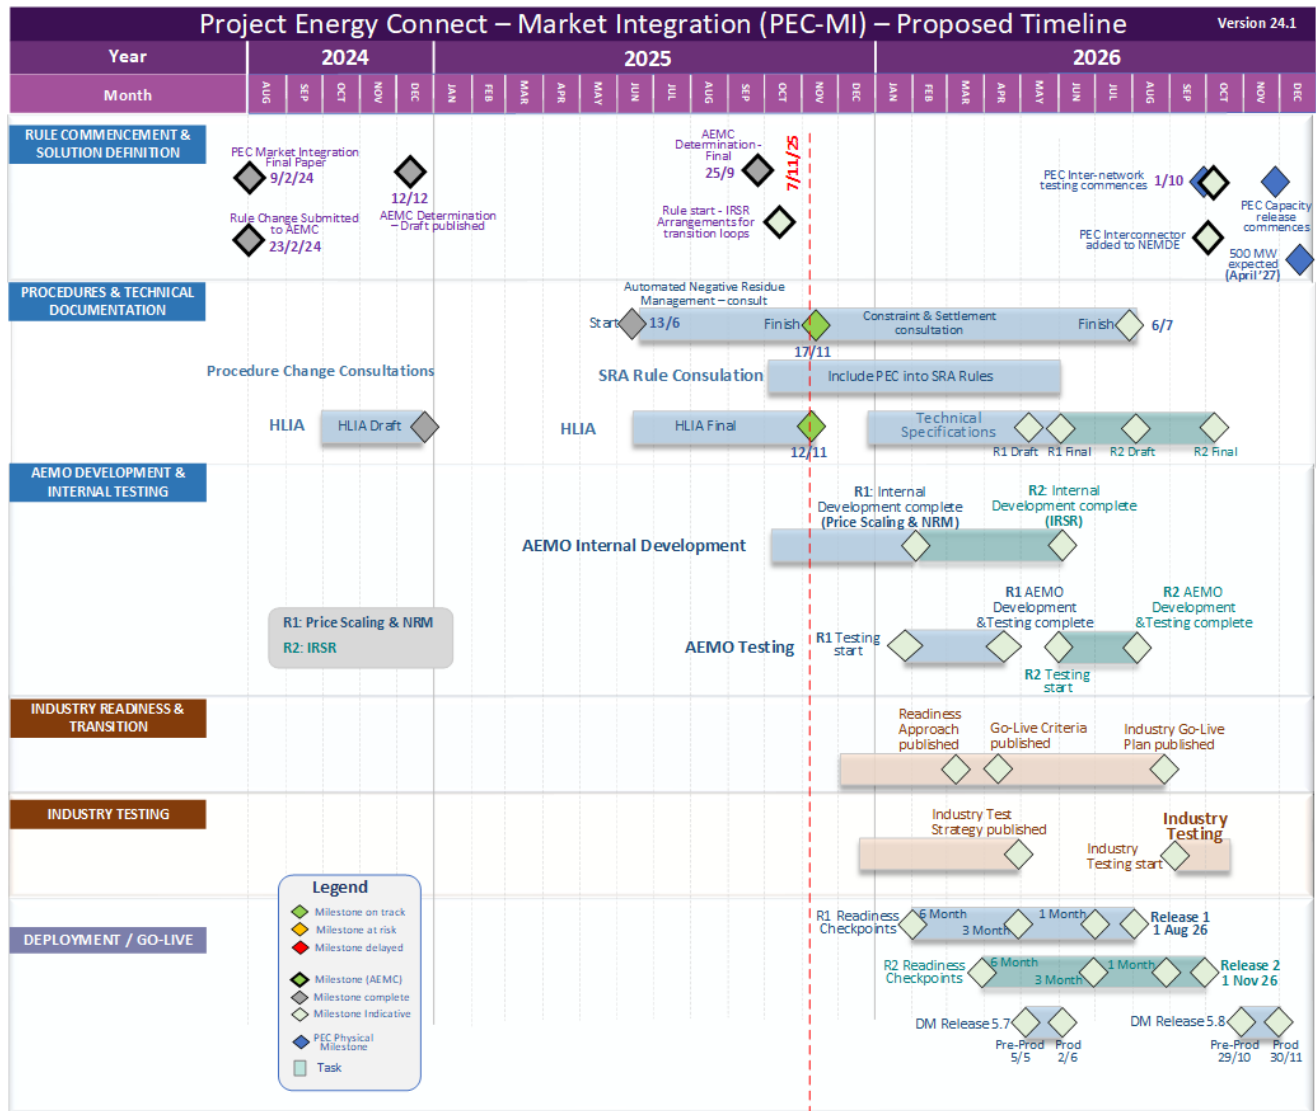 Project Energy Connect – Market Integration (PEC-MI) – Proposed Timeline
Version 24.1
Year
2024
2025
2026
Month
AUG
SEP
OCT
NOV
DEC
JAN
FEB
MAR
APR
MAY
JUN
JUL
AUG
SEP
OCT
NOV
DEC
JAN
FEB
MAR
APR
MAY
JUN
JUL
AUG
SEP
OCT
NOV
DEC
RULE COMMENCEMENT &
SOLUTION DEFINITION
PEC Market Integration
Final Paper
9/2/24
Rule Change Submitted
to AEMC
23/2/24
12/12
AEMC Determination
– Draft published
AEMC
Determination-
Final
25/9
7/11/25
Rule start - IRSR
Arrangements for
transition loops
PEC Inter-network
testing commences
1/10
PEC Interconnector
added to NEMDE
PEC Capacity
release
commences
500 MW
expected
(April '27)
PROCEDURES & TECHNICAL
DOCUMENTATION
Automated Negative Residue
Management – consult
Start
13/6
Finish
17/11
Constraint & Settlement
consultation
Finish
6/7
Procedure Change Consultations
SRA Rule Consulation
Include PEC into SRA Rules
HLIA
HLIA Draft
HLIA
HLIA Final
12/11
Technical
Specifications
R1 Draft
R1 Final
R2 Draft
R2 Final
AEMO DEVELOPMENT &
INTERNAL TESTING
R1: Internal
Development complete
(Price Scaling & NRM)
R2: Internal
Development complete
(IRSR)
AEMO Internal Development
R1: Price Scaling & NRM
R2: IRSR
AEMO Testing
R1 Testing
start
R1 AEMO
Development
&Testing complete
R2 Testing
start
R2 AEMO
Development
&Testing complete
INDUSTRY READINESS &
TRANSITION
Readiness
Approach
published
Go-Live Criteria
published
Industry Go-Live
Plan published
INDUSTRY TESTING
Industry Test
Strategy published
Industry
Testing start
Industry
Testing
Legend
Milestone on track
Milestone at risk
Milestone delayed
Milestone (AEMC)
Milestone complete
Milestone Indicative
PEC Physical
Milestone
Task
DEPLOYMENT / GO-LIVE
R1 Readiness
Checkpoints
6 Month
3 Month
1 Month
Release 1
1 Aug 26
R2 Readiness
Checkpoints
6 Month
3 Month
1 Month
Release 2
1 Nov 26
DM Release 5.7
Pre-Prod
5/5
Prod
2/6
DM Release 5.8
Pre-Prod
29/10
Prod
30/11